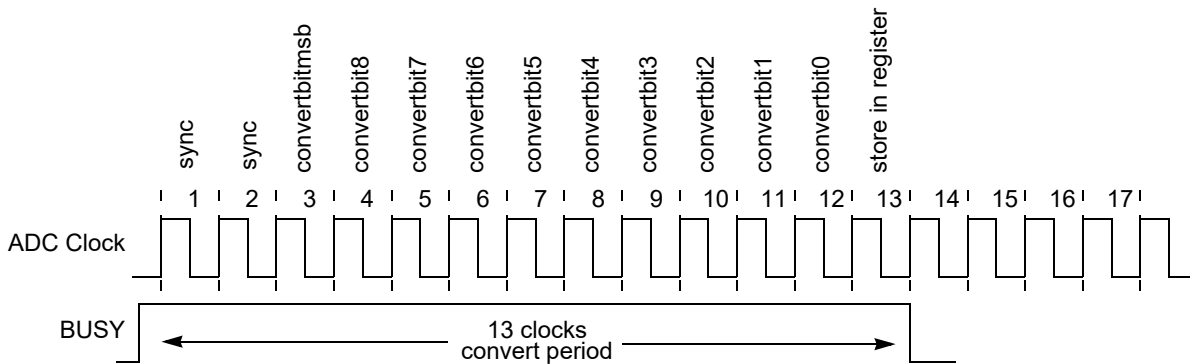 sync
sync
convertbitmsb
convertbit8
convertbit7
convertbit6
convertbit5
convertbit4
convertbit3
convertbit2
convertbit1
convertbit0
store in register
1 2 3 4 5 6 7 8 9 10 11 12 13 14 15 16 17
ADC Clock
BUSY
13 clocks
convert period